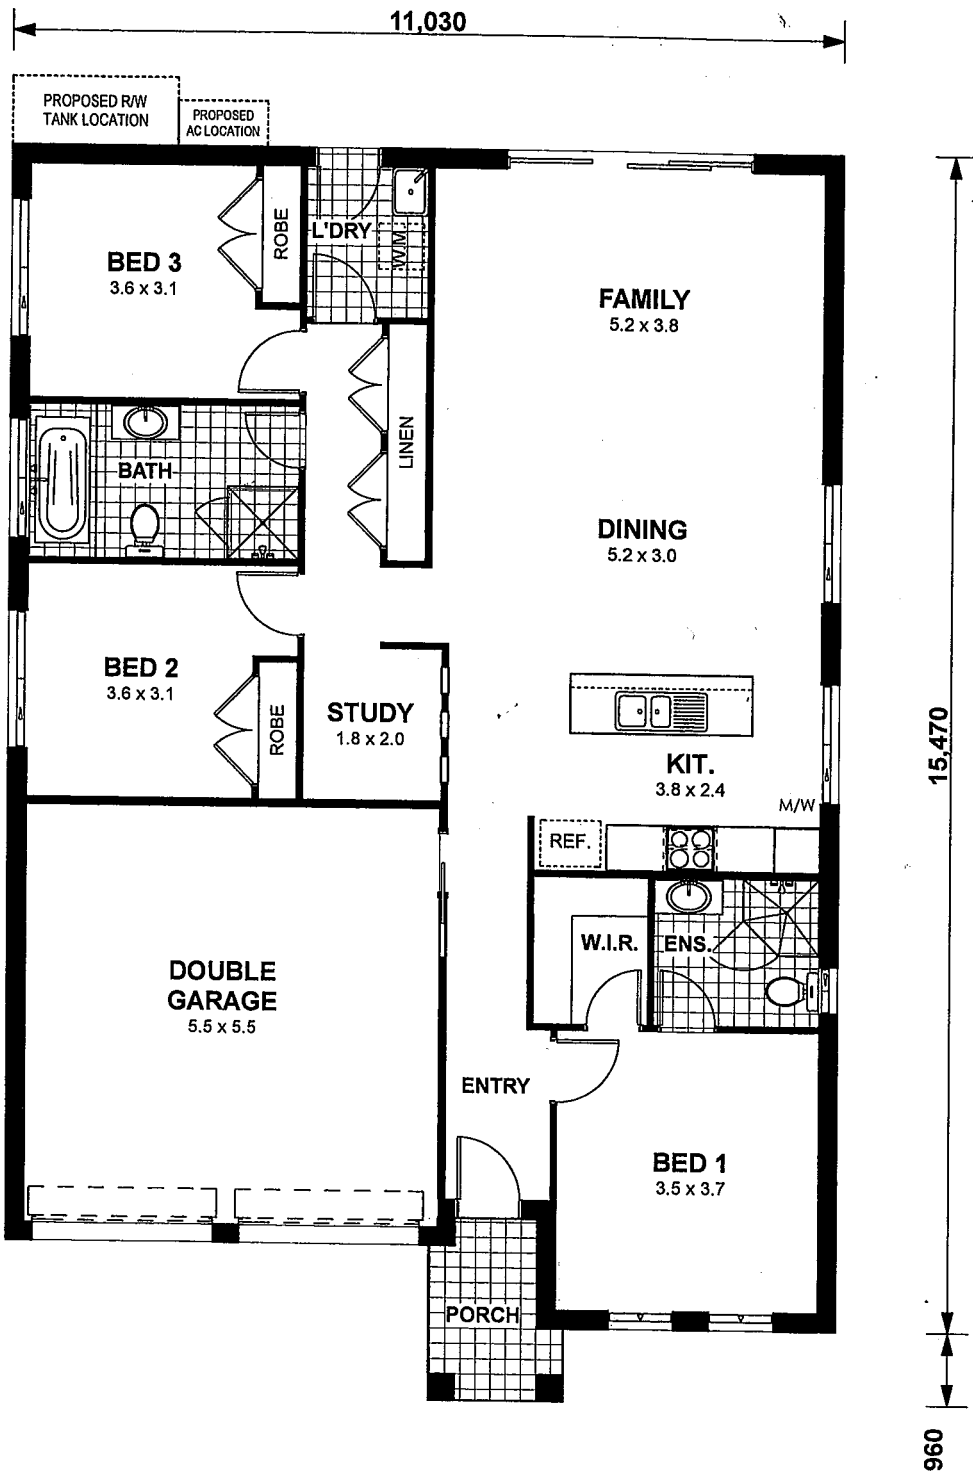 11,030
PROPOSED R/W
TANK LOCATION
PROPOSED
AC LOCATION
ROBE
L'DRY
W.M.
BED 3
3.6 x 3.1
FAMILY
5.2 x 3.8
LINEN
BATH
DINING
5.2 x 3.0
BED 2
3.6 x 3.1
ROBE
STUDY
1.8 x 2.0
KIT.
3.8 x 2.4
M/W
REF.
15,470
W.I.R.
ENS.
DOUBLE
GARAGE
5.5 x 5.5
ENTRY
BED 1
3.5 x 3.7
PORCH
960